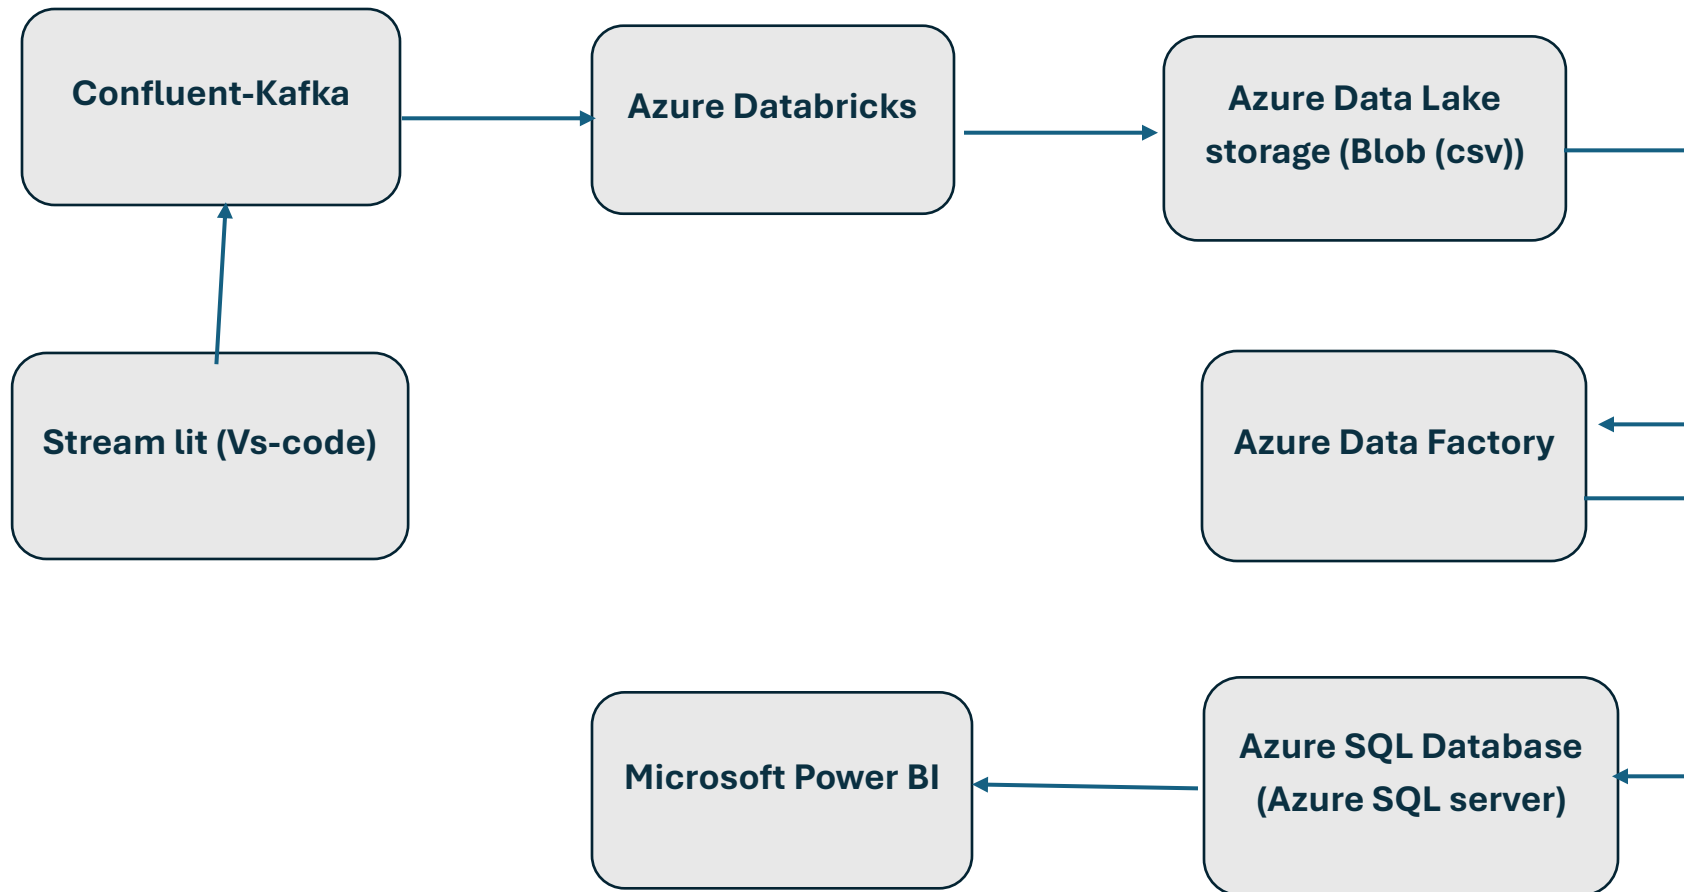 Confluent-Kafka
Azure Databricks
Azure Data Lake
storage (Blob (csv))
Stream lit (Vs-code)
Azure Data Factory
Microsoft Power BI
Azure SQL Database
(Azure SQL server)